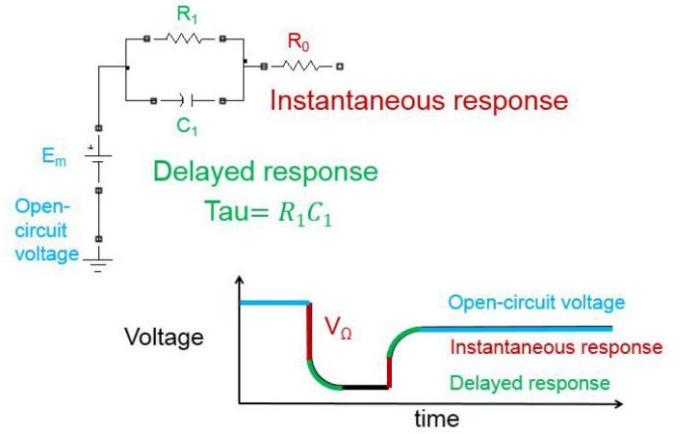 R1
R0
Instantaneous response
C1
+
Em
Delayed response
Tau= R1C1
Open-
circuit
voltage
Open-circuit voltage
VΩ
Voltage
Instantaneous response
Delayed response
time